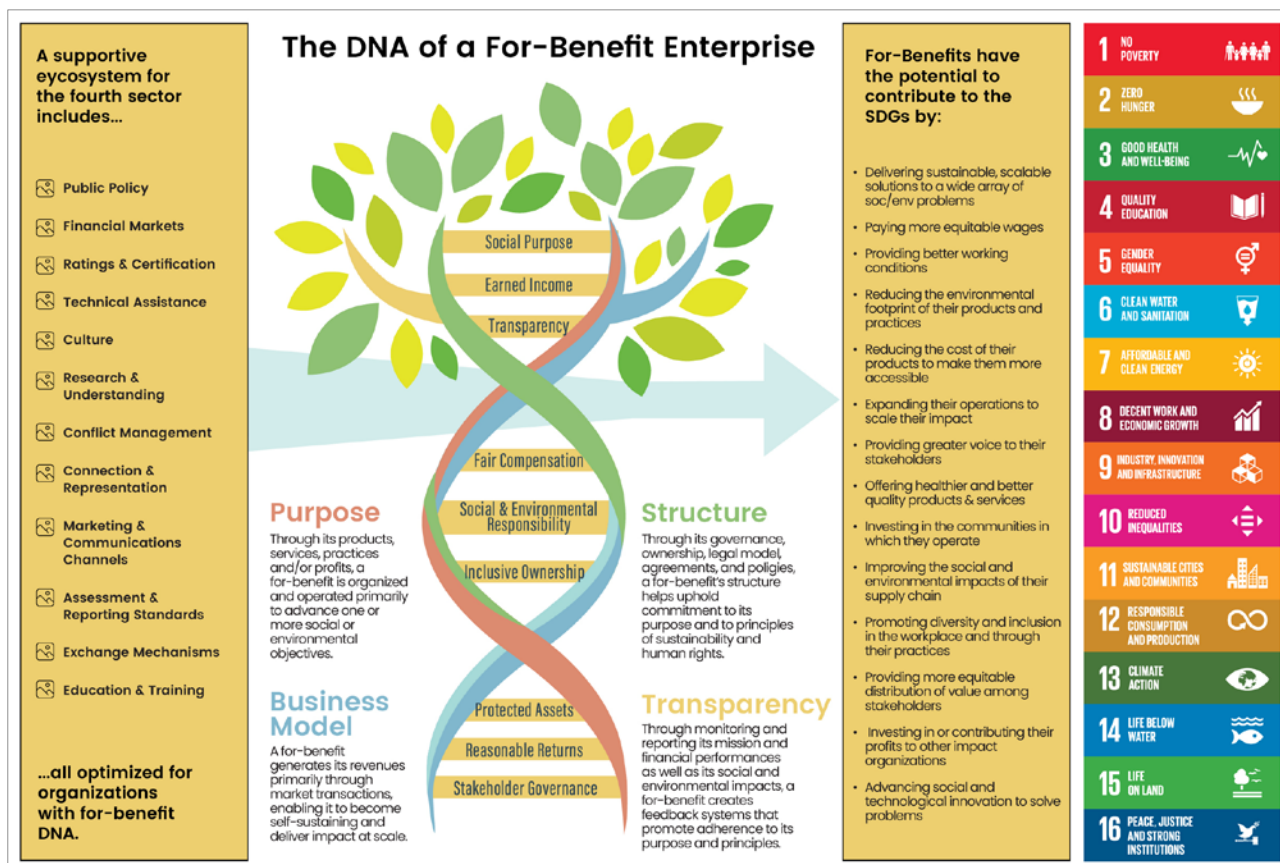 The DNA of a For-Benefit Enterprise
A supportive
eycosystem for
the fourth sector
includes...
Public Policy
Financial Markets
Ratings & Certification
Technical Assistance
Culture
Research &
Understanding
Conflict Management
Connection &
Representation
Marketing &
Communications
Channels
Assessment &
Reporting Standards
Exchange Mechanisms
Education & Training
...all optimized for
organizations
with for-benefit
DNA.
Social Purpose
Earned Income
Transparency
Fair Compensation
Social & Environmental
Responsibility
Inclusive Ownership
Protected Assets
Reasonable Returns
Stakeholder Governance
Purpose
Through its products,
services, practices
and/or profits, a
for-benefit is organized
and operated primarily
to advance one or
more social or
environmental
objectives.
Structure
Through its governance,
ownership, legal model,
agreements, and poligies,
a for-benefit's structure
helps uphold
commitment to its
purpose and to principles
of sustainability and
human rights.
Business
Model
A for-benefit
generates its revenues
primarily through
market transactions,
enabling it to become
self-sustaining and
deliver impact at scale.
Transparency
Through monitoring and
reporting its mission and
financial performances
as well as its social and
environmental impacts, a
for-benefit creates
feedback systems that
promote adherence to its
purpose and principles.
For-Benefits have
the potential to
contribute to the
SDGs by:
• Delivering sustainable, scalable
solutions to a wide array of
soc/env problems
• Paying more equitable wages
• Providing better working
conditions
• Reducing the environmental
footprint of their products and
practices
• Reducing the cost of their
products to make them more
accessible
• Expanding their operations to
scale their impact
• Providing greater voice to their
stakeholders
• Offering healthier and better
quality products & services
• Investing in the communities in
which they operate
• Improving the social and
environmental impacts of their
supply chain
• Promoting diversity and inclusion
in the workplace and through
their practices
• Providing more equitable
distribution of value among
stakeholders
• Investing in or contributing their
profits to other impact
organizations
• Advancing social and
technological innovation to solve
problems
1 NO
POVERTY
2 ZERO
HUNGER
3 GOOD HEALTH
AND WELL-BEING
4 QUALITY
EDUCATION
5 GENDER
EQUALITY
6 CLEAN WATER
AND SANITATION
7 AFFORDABLE AND
CLEAN ENERGY
8 DECENT WORK AND
ECONOMIC GROWTH
9 INDUSTRY, INNOVATION
AND INFRASTRUCTURE
10 REDUCED
INEQUALITIES
11 SUSTAINABLE CITIES
AND COMMUNITIES
12 RESPONSIBLE
CONSUMPTION
AND PRODUCTION
13 CLIMATE
ACTION
14 LIFE BELOW
WATER
15 LIFE
ON LAND
16 PEACE, JUSTICE
AND STRONG
INSTITUTIONS